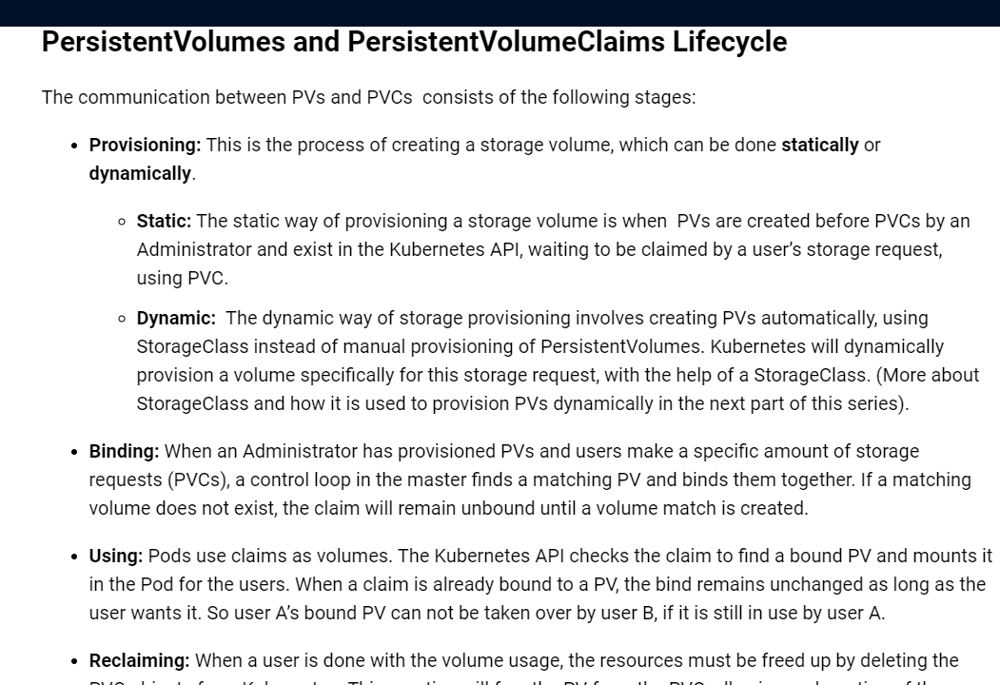 PersistentVolumes and PersistentVolumeClaims Lifecycle
The communication between PVs and PVCs  consists of the following stages:
Provisioning: This is the process of creating a storage volume, which can be done statically or
dynamically.
Static: The static way of provisioning a storage volume is when  PVs are created before PVCs by an
Administrator and exist in the Kubernetes API, waiting to be claimed by a user’s storage request,
using PVC.
Dynamic:  The dynamic way of storage provisioning involves creating PVs automatically, using
StorageClass instead of manual provisioning of PersistentVolumes. Kubernetes will dynamically
provision a volume specifically for this storage request, with the help of a StorageClass. (More about
StorageClass and how it is used to provision PVs dynamically in the next part of this series).
Binding: When an Administrator has provisioned PVs and users make a specific amount of storage
requests (PVCs), a control loop in the master finds a matching PV and binds them together. If a matching
volume does not exist, the claim will remain unbound until a volume match is created.
Using: Pods use claims as volumes. The Kubernetes API checks the claim to find a bound PV and mounts it
in the Pod for the users. When a claim is already bound to a PV, the bind remains unchanged as long as the
user wants it. So user A’s bound PV can not be taken over by user B, if it is still in use by user A.
Reclaiming: When a user is done with the volume usage, the resources must be freed up by deleting the